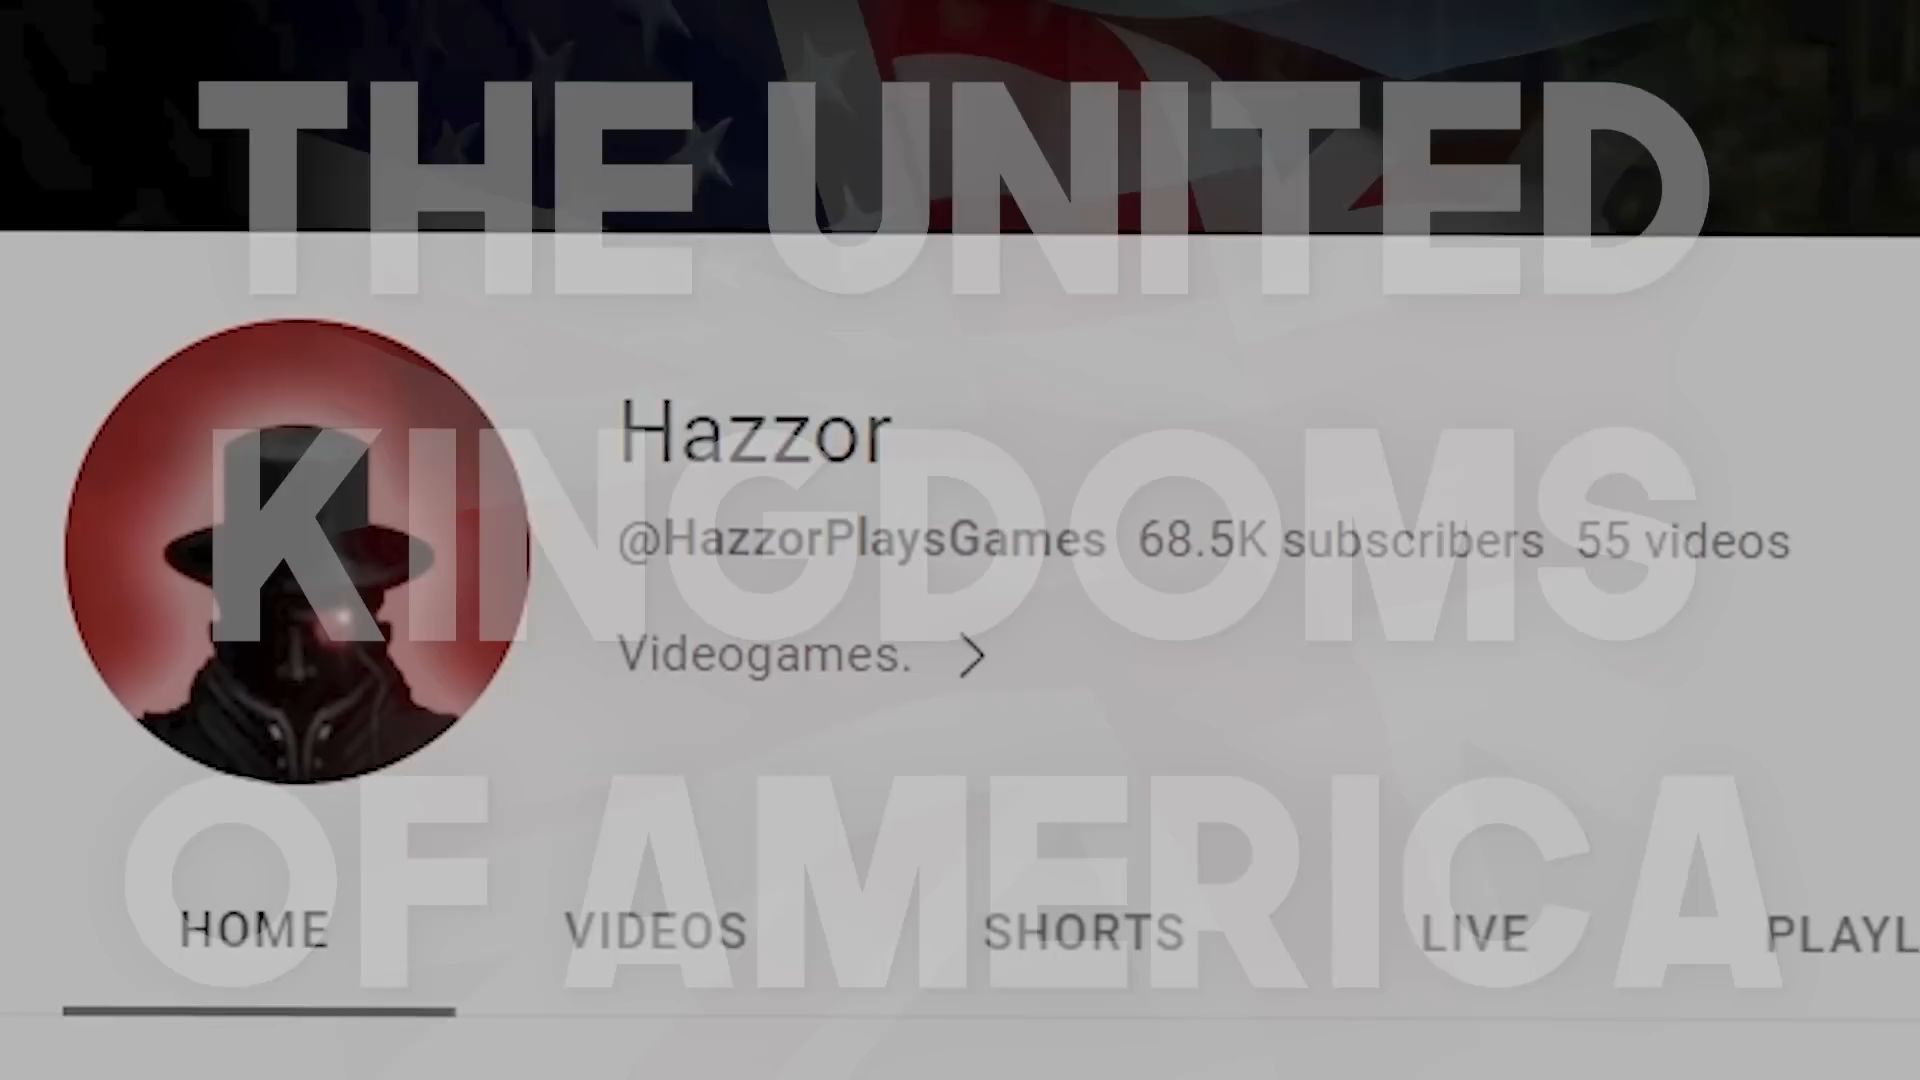 THE UNITED
KINGDOMS
OF AMERICA
Hazzor
@HazzorPlaysGames 68.5K subscribers 55 videos
Videogames.
HOME VIDEOS SHORTS LIVE PLAYL